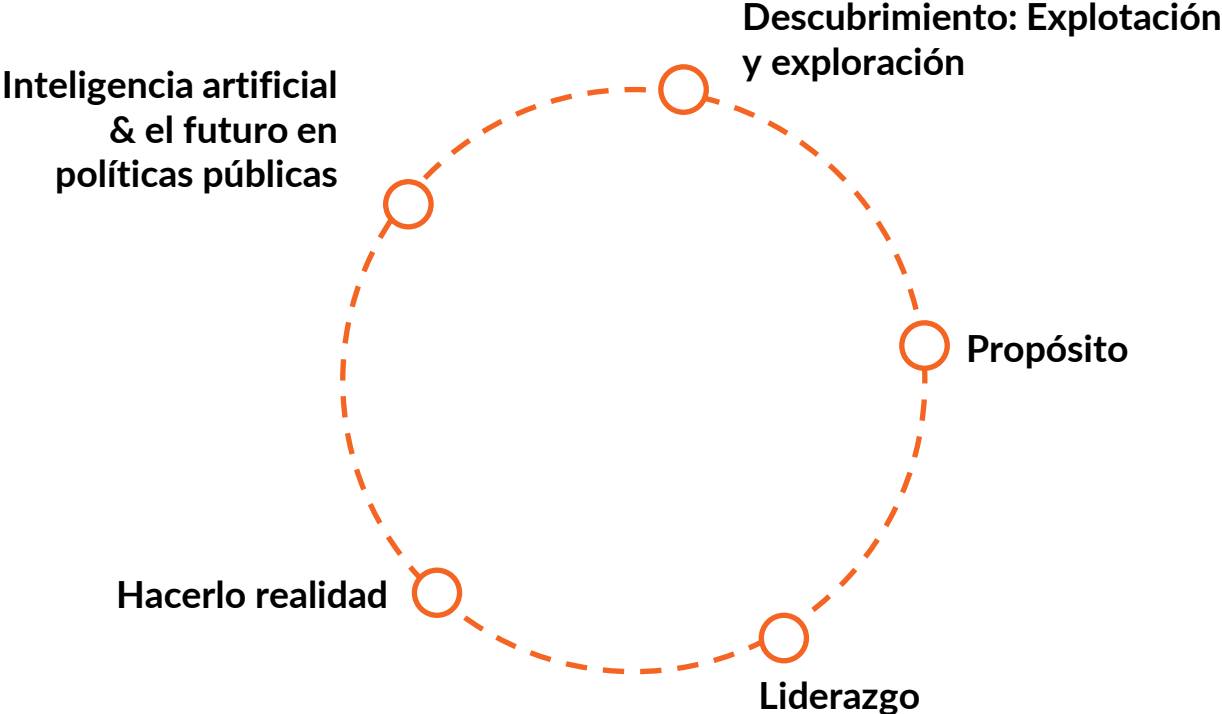 Descubrimiento: Explotación
y exploración
Inteligencia artificial
& el futuro en
políticas públicas
Propósito
Hacerlo realidad
Liderazgo